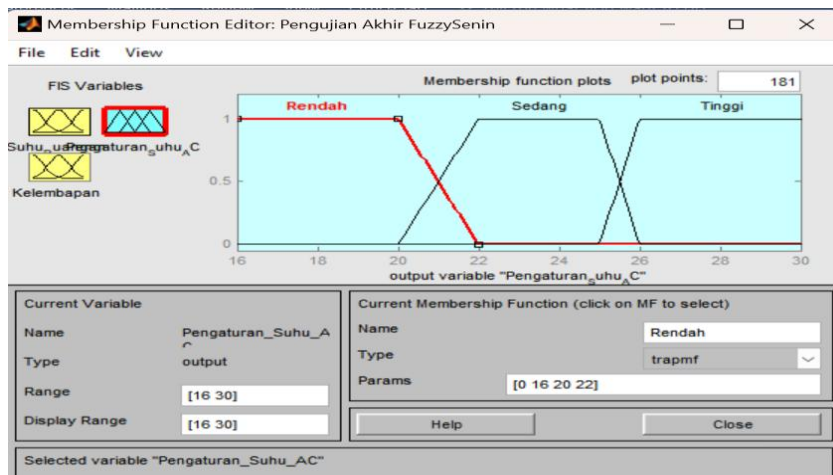 Membership Function Editor: Pengujian Akhir FuzzySenin
File Edit View
FIS Variables
Membership function plots plot points: 181
Rendah Sedang Tinggi
1
0.5
0
16 18 20 22 24 26 28 30
output variable "Pengaturan_Suhu_AC"
Pengaturan_Suhu_AC
Kelembapan
Current Variable
Name Pengaturan_Suhu_A
C
Type output
Range [16 30]
Display Range [16 30]
Current Membership Function (click on MF to select)
Name Rendah
Type trapmf
Params [0 16 20 22]
Help Close
Selected variable "Pengaturan_Suhu_AC"